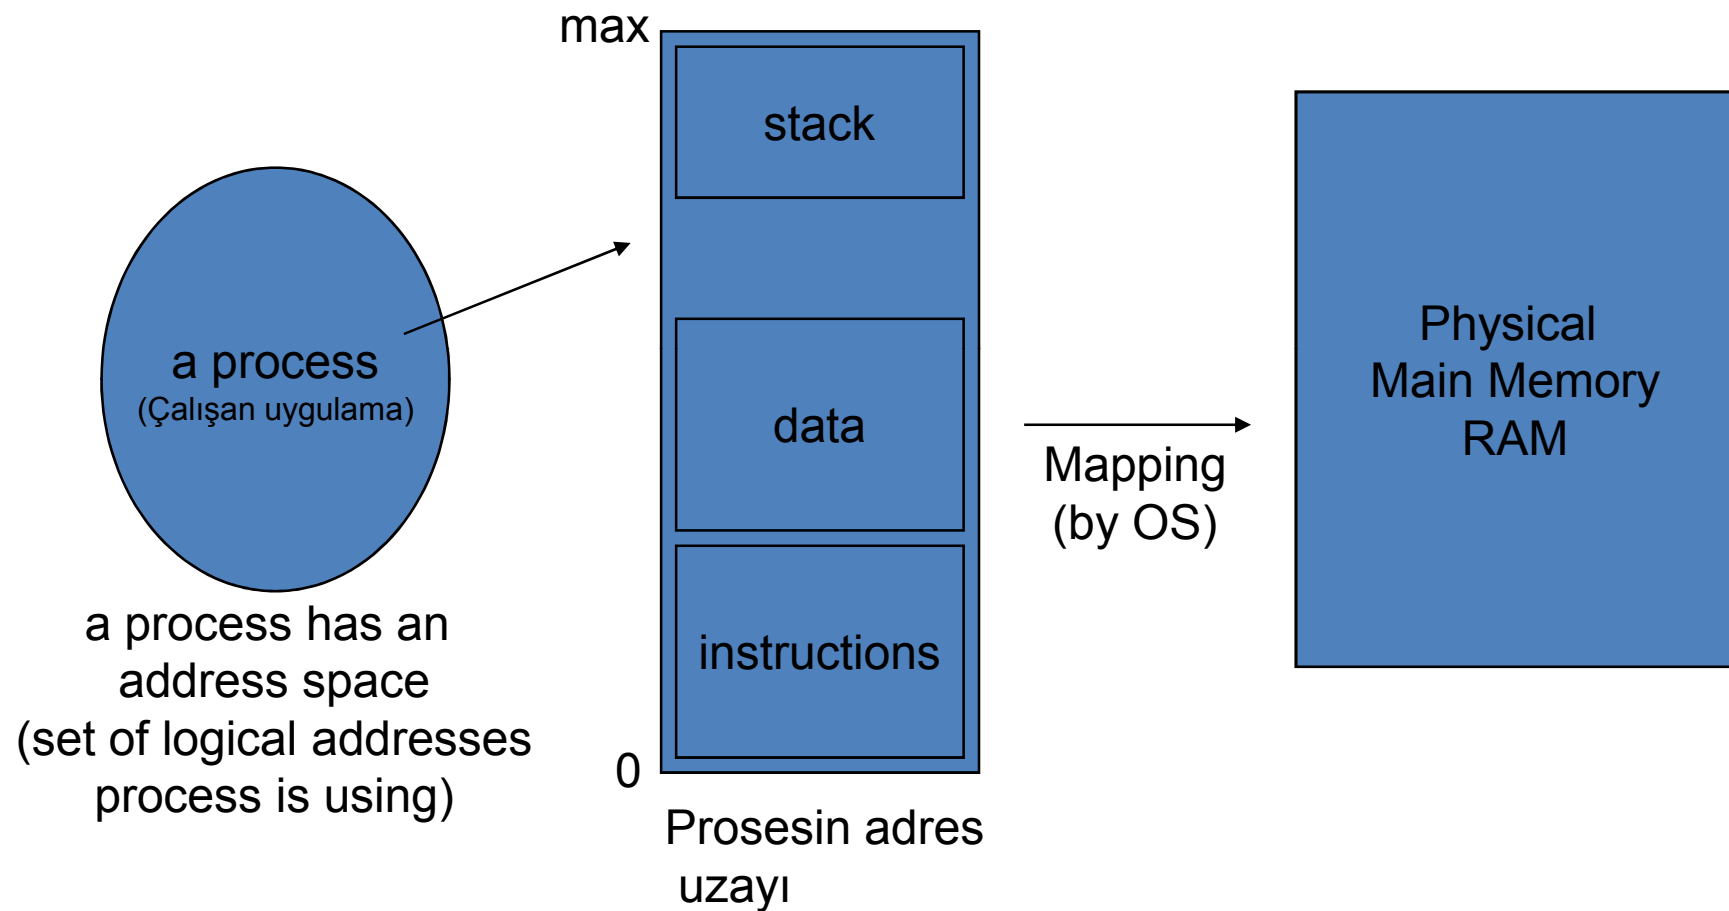 a process
(Çalışan uygulama)
a process has an
address space
(set of logical addresses
process is using)
max
stack
data
instructions
0
Prosesin adres
uzayı
Mapping
(by OS)
Physical
Main Memory
RAM